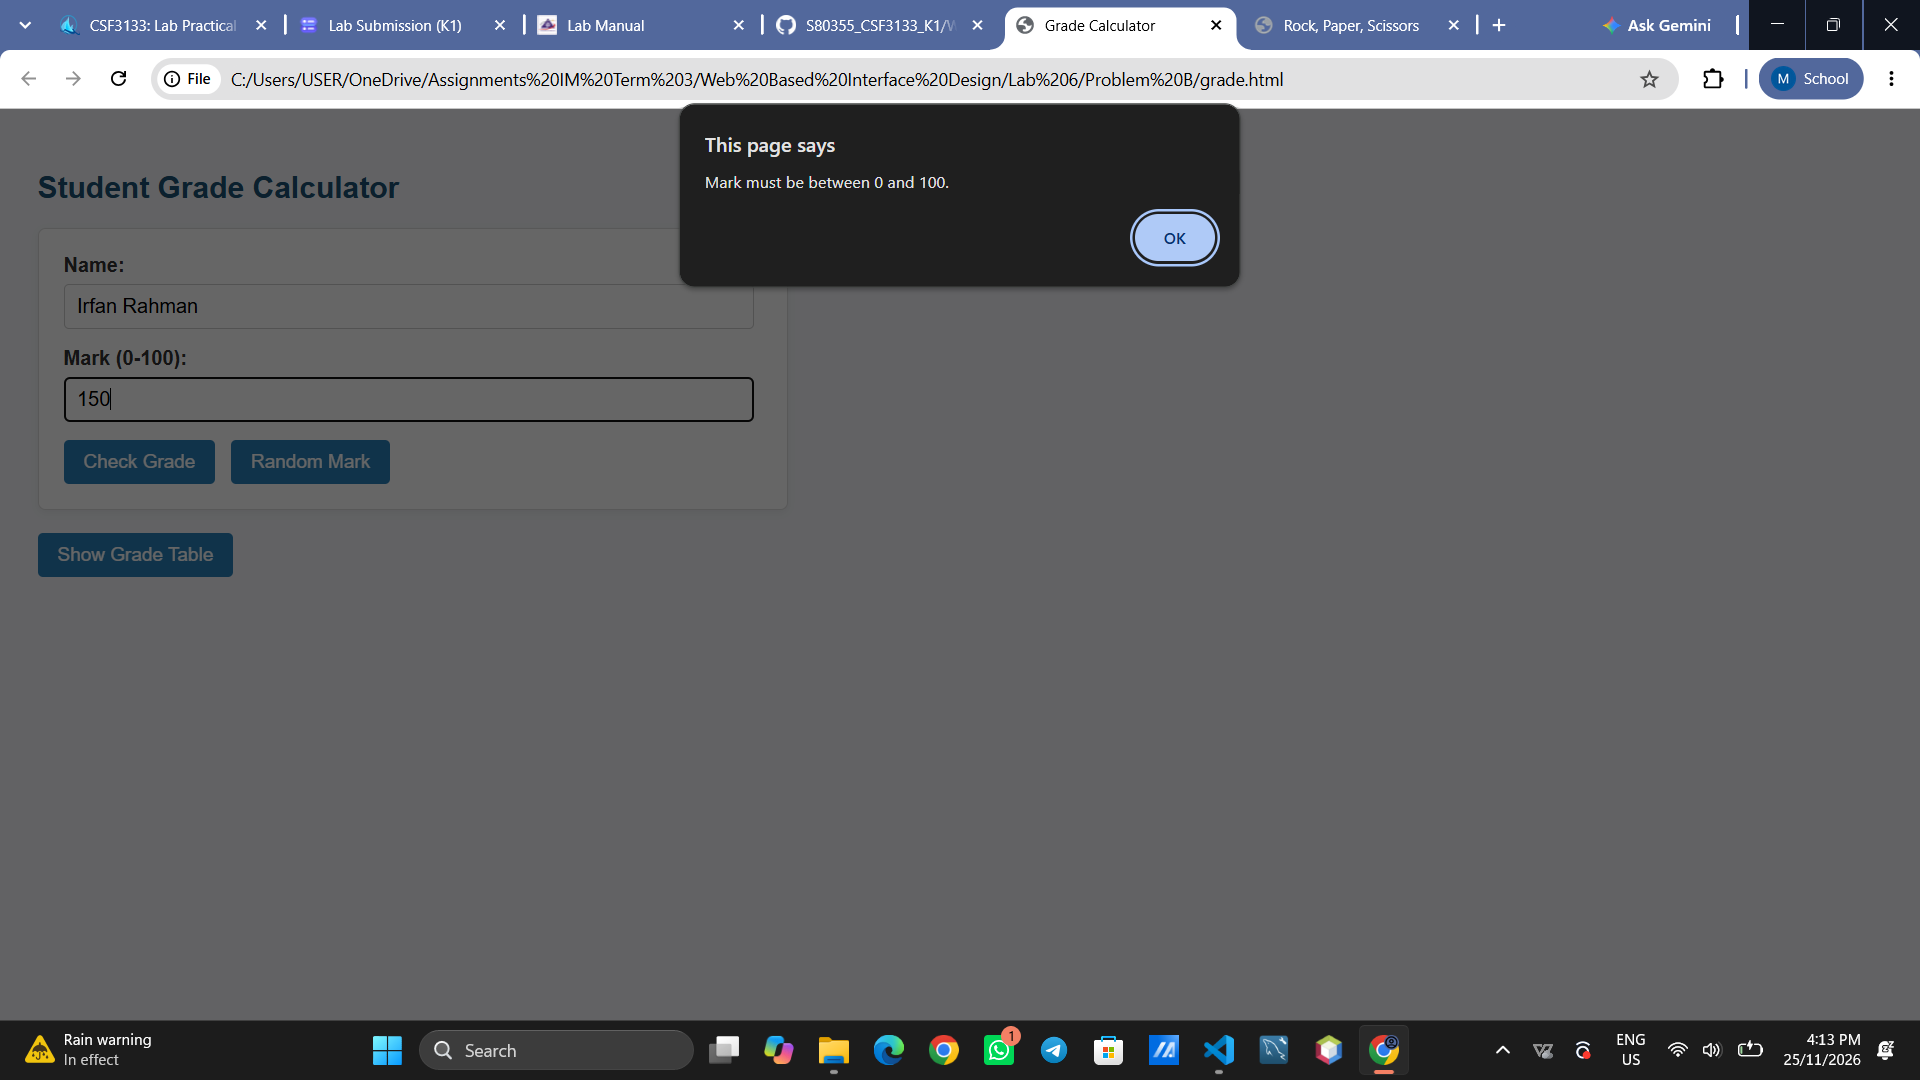 CSF3133: Lab Practical
Lab Submission (K1)
Lab Manual
S80355_CSF3133_K1/W
Grade Calculator
Rock, Paper, Scissors
Ask Gemini
File
C:/Users/USER/OneDrive/Assignments%20IM%20Term%203/Web%20Based%20Interface%20Design/Lab%206/Problem%20B/grade.html
M School
This page says
Mark must be between 0 and 100.
OK
Student Grade Calculator
Name:
Irfan Rahman
Mark (0-100):
150
Check Grade
Random Mark
Show Grade Table
Rain warning
In effect
Search
1
ENG
US
4:13 PM
25/11/2026